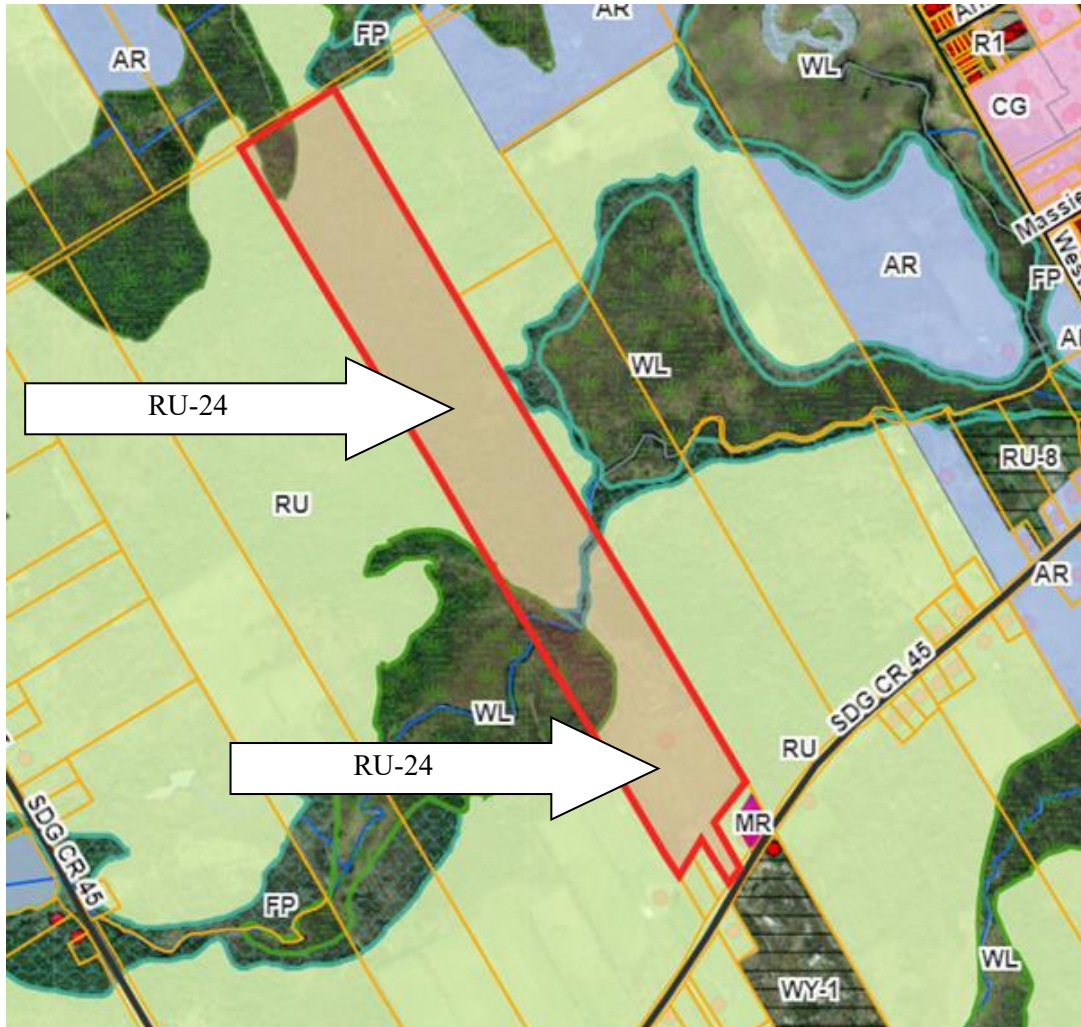 AR
FP
AR
R1
WL
CG
Massie
Wes
AR
FP
WL
RU-24
RU-8
RU
AR
SDG CR 45
WL
RU
RU-24
SDG CR 45
MR
FP
WL
WY-1